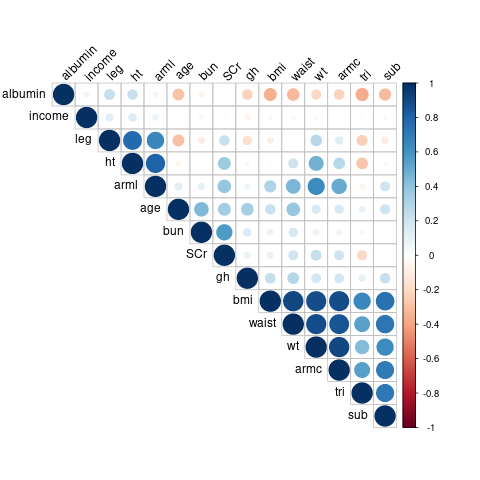 albumin
income
leg
ht
arml
age
bun
SCr
gh
bmi
waist
wt
armc
tri
sub
albumin
income
leg
ht
arml
age
bun
SCr
gh
bmi
waist
wt
armc
tri
sub
1
0.8
0.6
0.4
0.2
0
-0.2
-0.4
-0.6
-0.8
-1